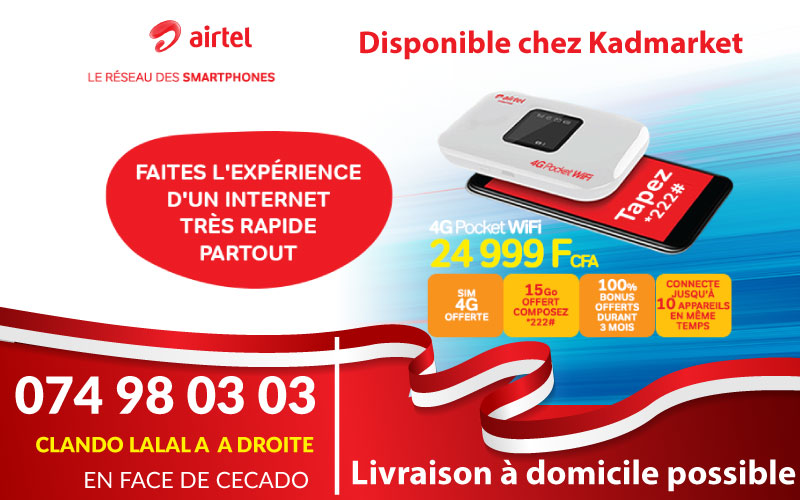 airtel
LE RÉSEAU DES SMARTPHONES
Disponible chez Kadmarket
FAITES L'EXPÉRIENCE
D'UN INTERNET
TRÈS RAPIDE
PARTOUT
airtel
4G Pocket WiFi
Tapez
*222#
4G Pocket WiFi
24 999 FCFA
SIM
4G
OFFERTE
15Go
OFFERT
COMPOSEZ
*222#
100%
BONUS
OFFERTS
DURANT
3 MOIS
CONNECTE
JUSQU'À
10 APPAREILS
EN MÊME
TEMPS
074 98 03 03
CLANDO LALAL A A DROITE
EN FACE DE CECADO
Livraison à domicile possible